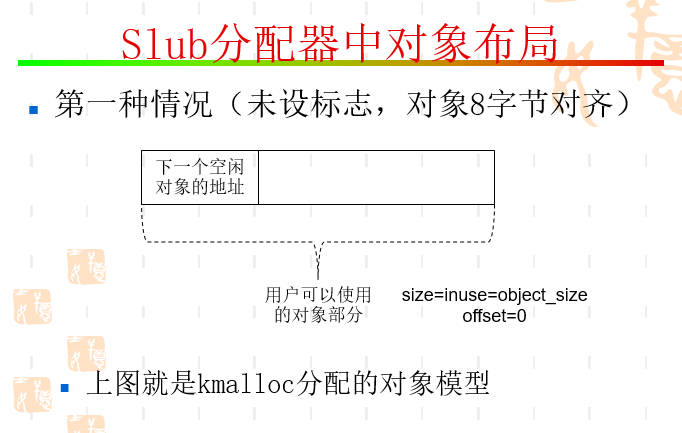 Slub分配器中对象布局
第一种情况（未设标志，对象8字节对齐）
下一个空闲
对象的地址
用户可以使用
的对象部分
size=inuse=object_size
offset=0
上图就是kmalloc分配的对象模型